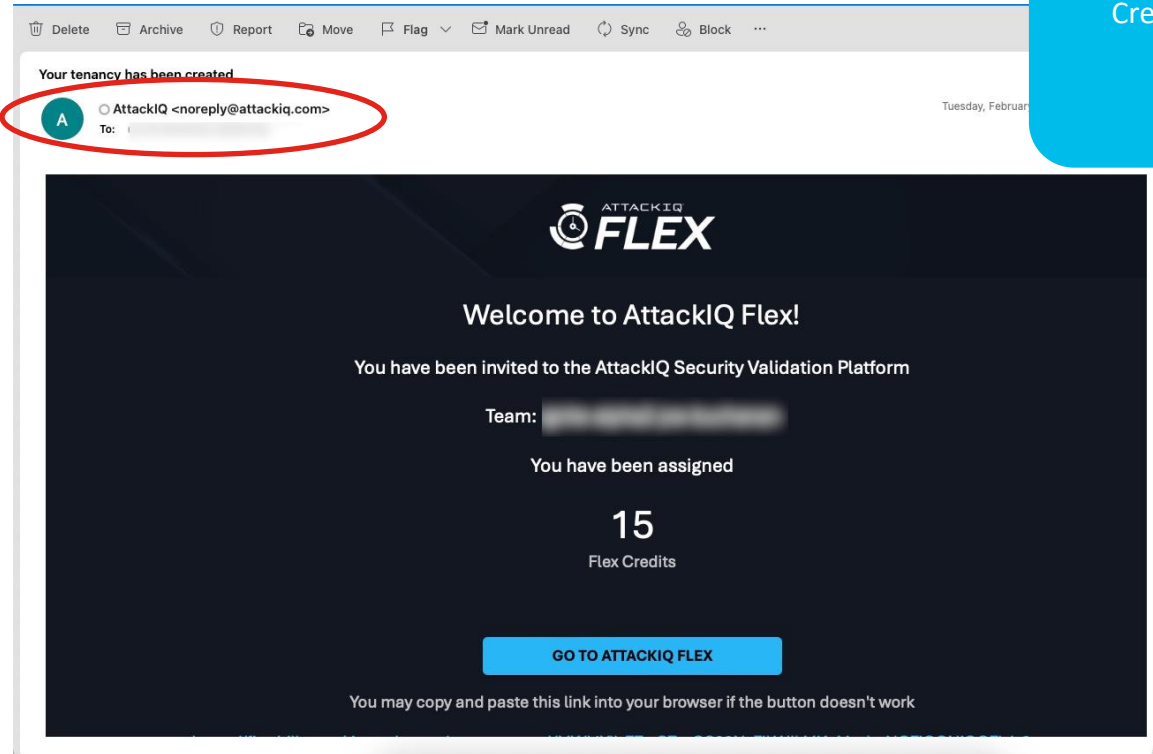 Cre
Delete Archive Report Move Flag Mark Unread Sync Block ...
Your tenancy has been created
A
AttackIQ <noreply@attackiq.com>
Tuesday, Februar
To:
ATTACKIQ
FLEX
Welcome to AttackIQ Flex!
You have been invited to the AttackIQ Security Validation Platform
Team:
You have been assigned
15
Flex Credits
GO TO ATTACKIQ FLEX
You may copy and paste this link into your browser if the button doesn't work